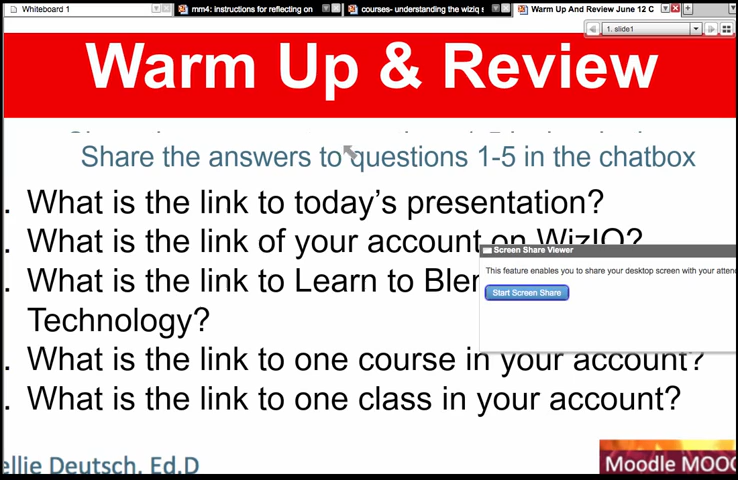 Whiteboard 1
mm4: instructions for reflecting on
courses- understanding the wiziq s
Warm Up And Review June 12 C
1. slide1
Warm Up & Review
Share the answers to questions 1-5 in the chatbox
. What is the link to today's presentation?
. What is the link of your account on WizIQ?
Screen Share Viewer
This feature enables you to share your desktop screen with your atten
. What is the link to Learn to Blen
Start Screen Share
Technology?
. What is the link to one course in your account?
. What is the link to one class in your account?
ellie Deutsch, Ed.D
Moodle MOOC